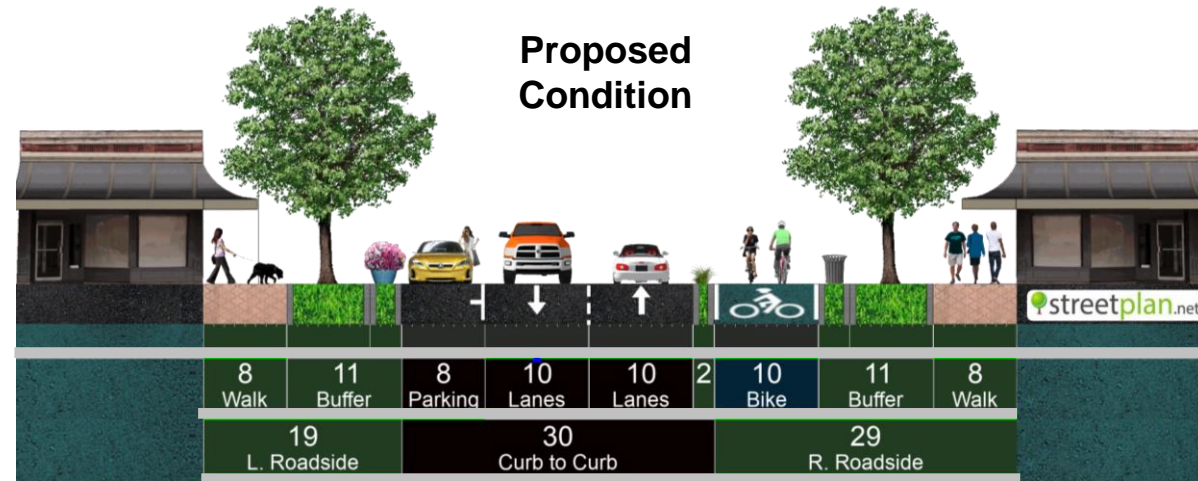 Proposed
Condition
streetplan.net
8 11 8 10 10 2 10 11 8
Walk Buffer Parking Lanes Lanes Bike Buffer Walk
19 30 29
L. Roadside Curb to Curb R. Roadside